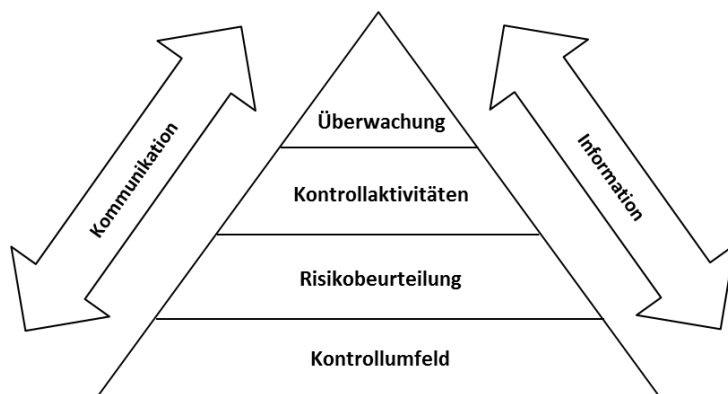 Überwachung
Kontrollaktivitäten
Risikobeurteilung
Kontrollumfeld
Kommunikation
Information